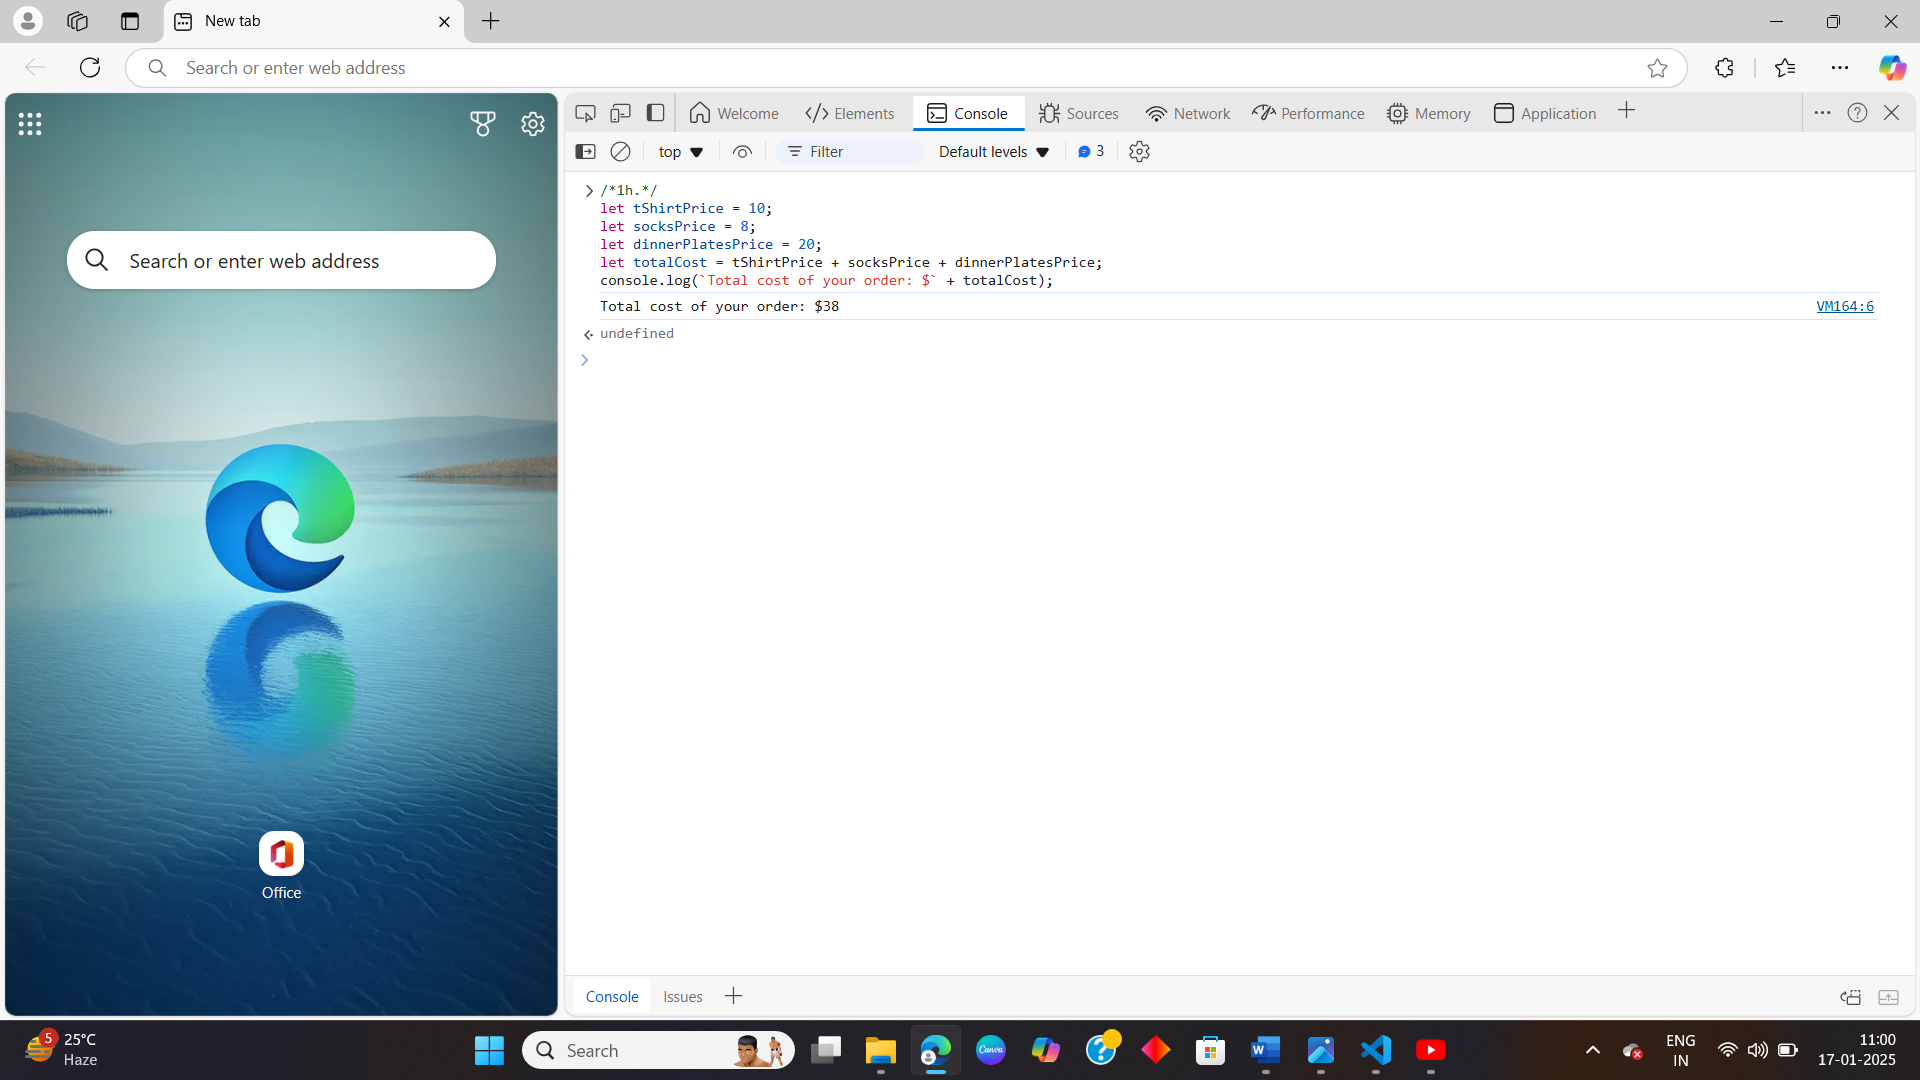 New tab
Search or enter web address
Search or enter web address
Office
Welcome
Elements
Console
Sources
Network
Performance
Memory
Application
top
Filter
Default levels
3
/*1h.*/
let tShirtPrice = 10;
let socksPrice = 8;
let dinnerPlatesPrice = 20;
let totalCost = tShirtPrice + socksPrice + dinnerPlatesPrice;
console.log(`Total cost of your order: $` + totalCost);
Total cost of your order: $38 VM164:6
undefined
Console
Issues
5
25°C
Haze
Search
Canva
W
ENG
IN
11:00
17-01-2025